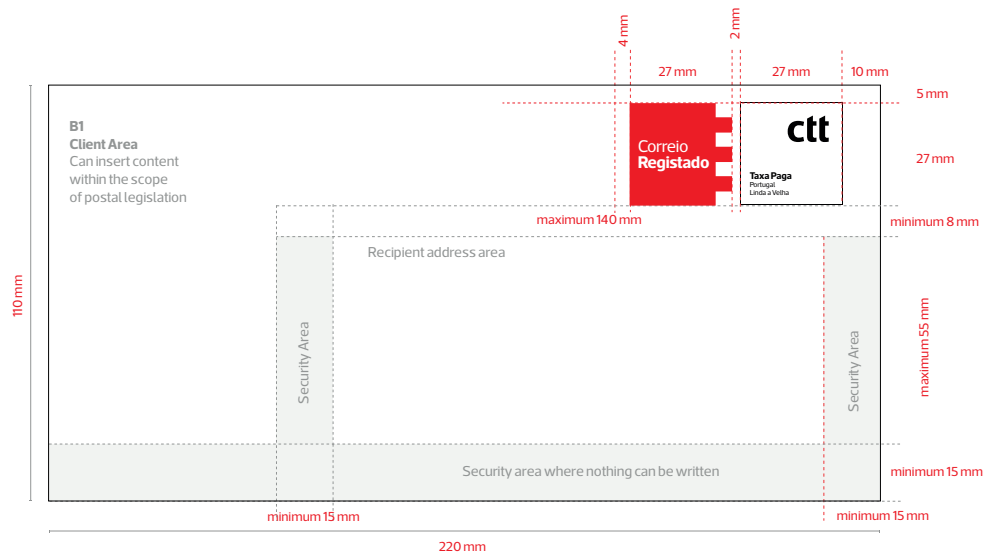 4 mm
2 mm
27 mm
27 mm
10 mm
5 mm
B1
Client Area
Can insert content
within the scope
of postal legislation
Correio
Registado
ctt
Taxa Paga
Portugal
Linda a Velha
27 mm
maximum 140 mm
minimum 8 mm
Recipient address area
110 mm
Security Area
Security Area
maximum 55 mm
Security area where nothing can be written
minimum 15 mm
minimum 15 mm
minimum 15 mm
220 mm